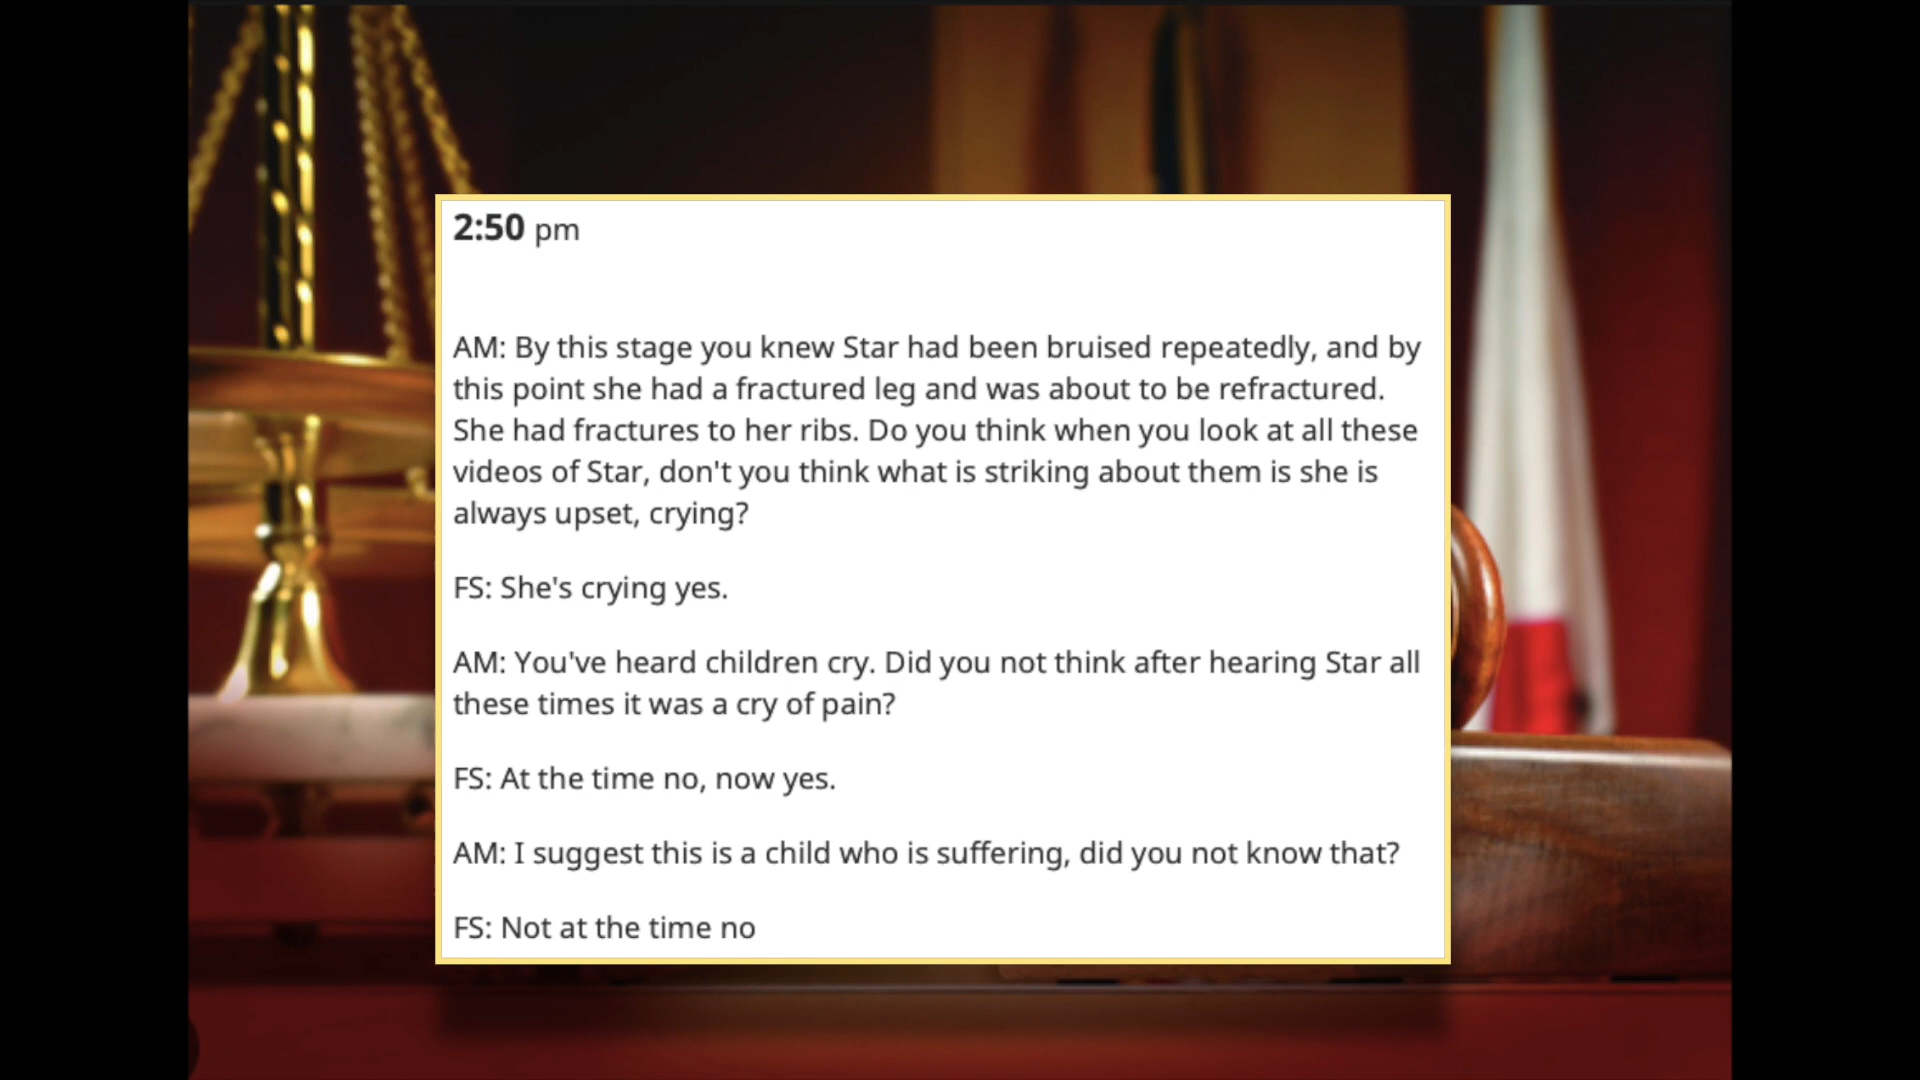 2:50 pm
AM: By this stage you knew Star had been bruised repeatedly, and by
this point she had a fractured leg and was about to be refractured.
She had fractures to her ribs. Do you think when you look at all these
videos of Star, don't you think what is striking about them is she is
always upset, crying?
FS: She's crying yes.
AM: You've heard children cry. Did you not think after hearing Star all
these times it was a cry of pain?
FS: At the time no, now yes.
AM: I suggest this is a child who is suffering, did you not know that?
FS: Not at the time no